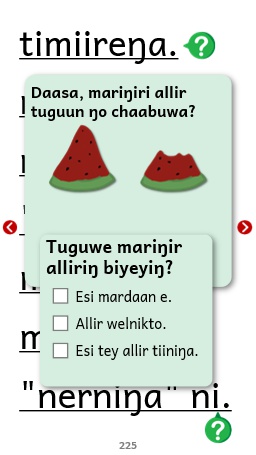 timiireŋa.
Daasa, mariŋiri allir
tuguun ŋo chaabuwa?
Tuguwe mariŋir
alliriŋ biyeyiŋ?
Esi mardaan e.
Allir welnikto.
Esi tey allir tiiniŋa.
"nerniŋa" ni.
225